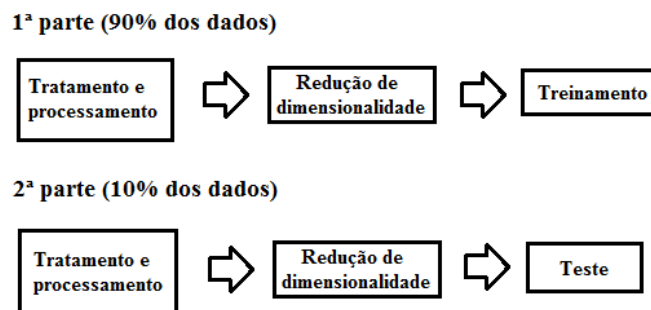 1ª parte (90% dos dados)
Tratamento e
processamento
Redução de
dimensionalidade
Treinamento
2ª parte (10% dos dados)
Tratamento e
processamento
Redução de
dimensionalidade
Teste